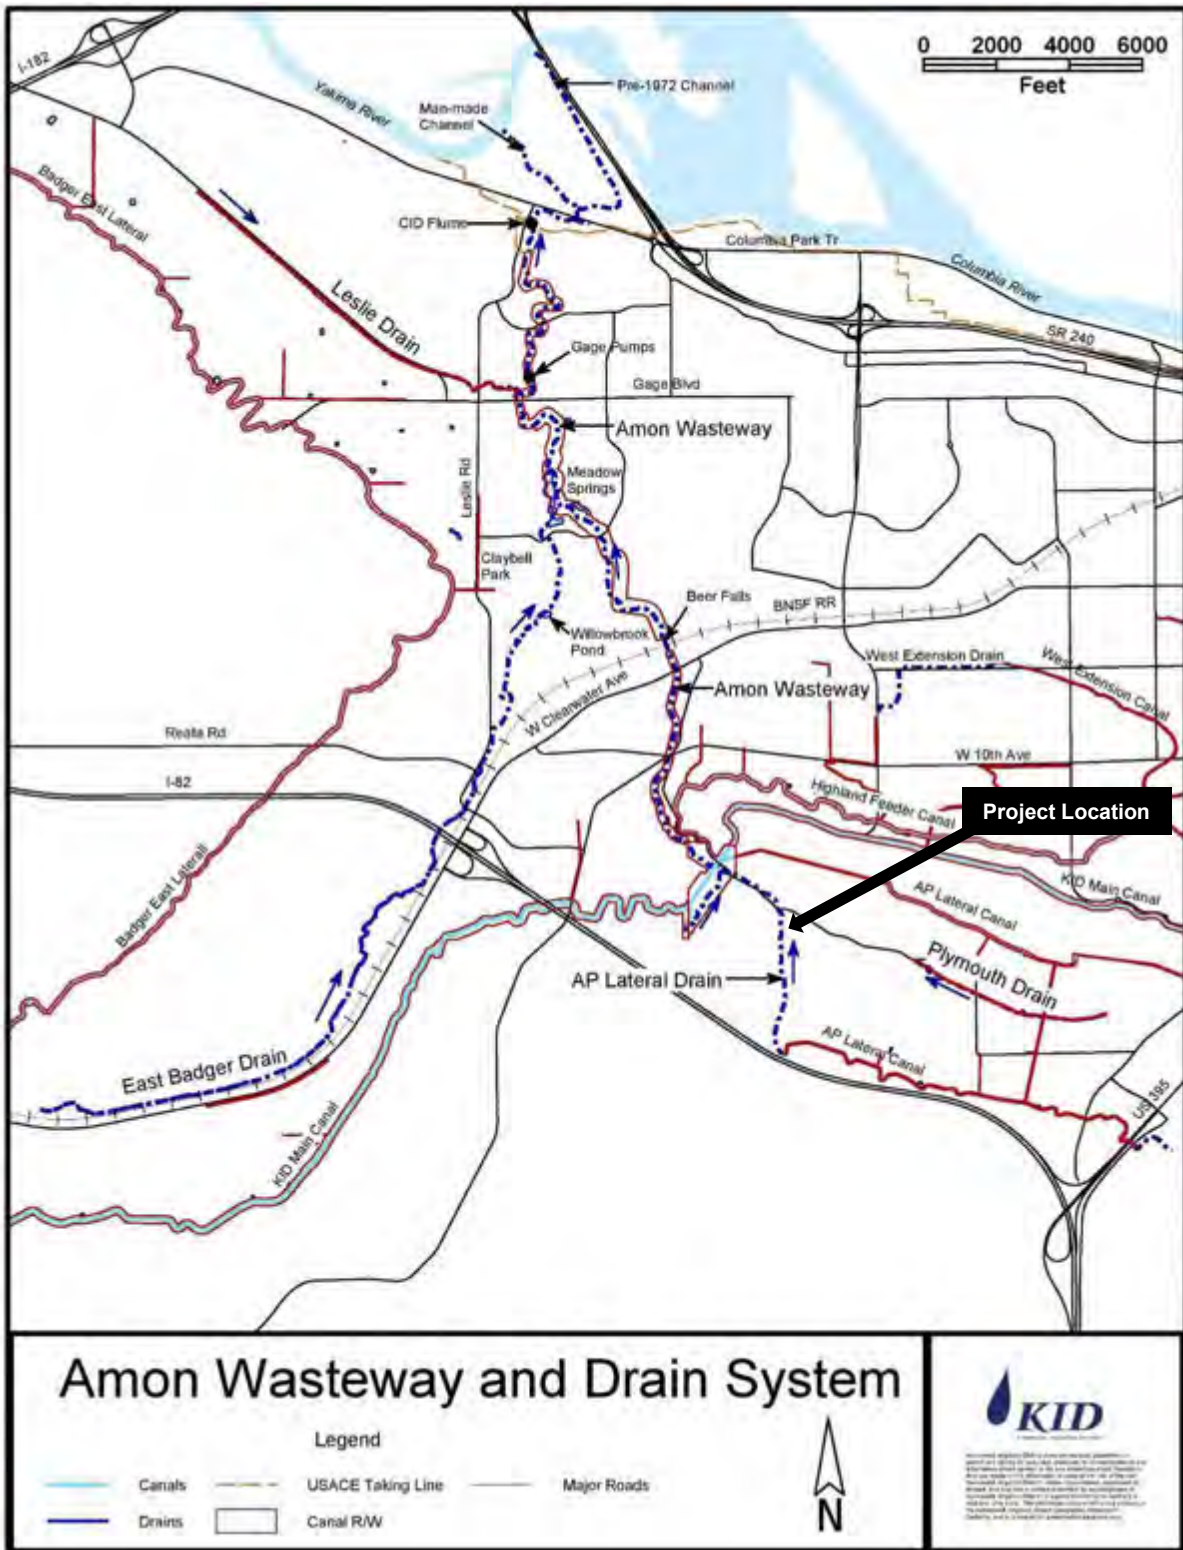 0 2000 4000 6000
Feet
I-182
Yakima River
Pre-1972 Channel
Man-made
Channel
Badger East Lateral
CID Flume
Columbia Park Tr
Columbia River
Leslie Drain
SR 240
Gage Pumps
Gage Blvd
Amon Wasteway
Leslie Rd
Meadow
Springs
Claybell
Park
Beer Falls
BNSF RR
Willowbrook
Pond
West Extension Drain
West Extension Canal
W Clearwater Ave
Amon Wasteway
Reata Rd
W 10th Ave
I-82
Highland Feeder Canal
Project Location
KID Main Canal
AP Lateral Canal
Badger East Laterall
Plymouth Drain
AP Lateral Drain
AP Lateral Canal
East Badger Drain
US 395
KID Main Canal
Amon Wasteway and Drain System
Legend
Canals
USACE Taking Line
Major Roads
Drains
Canal R/W
N
KID